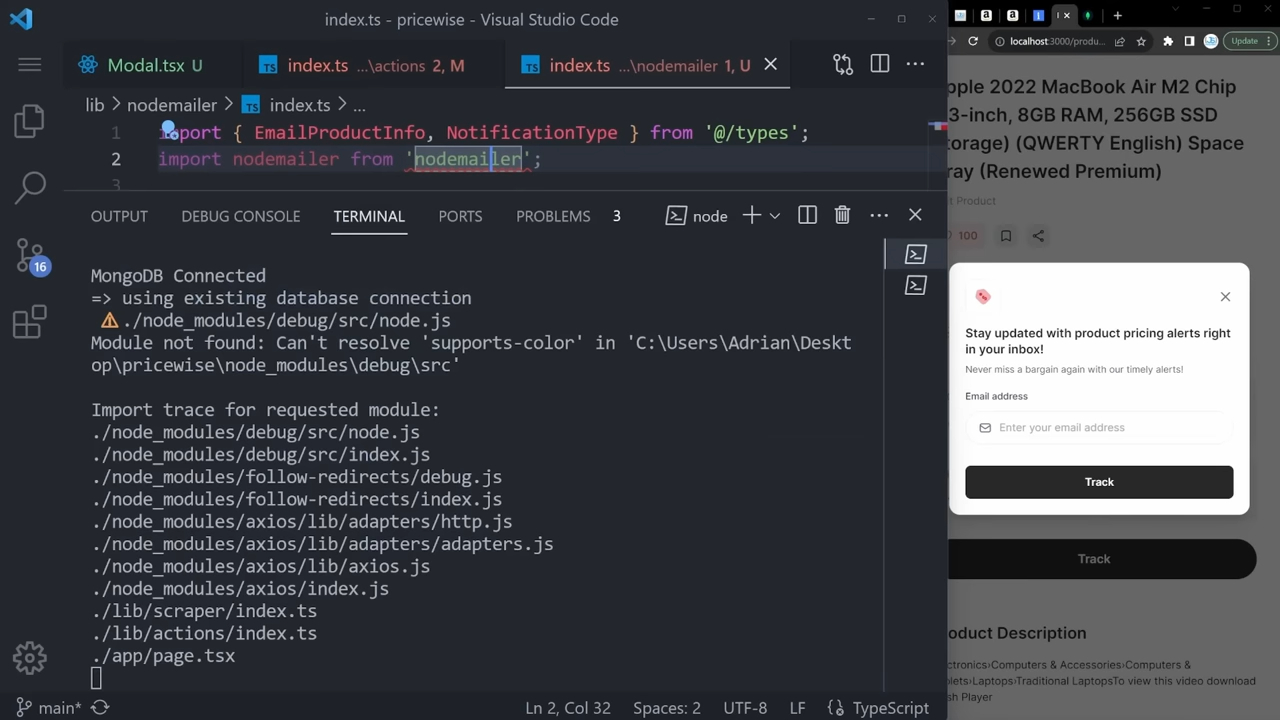 index.ts - pricewise - Visual Studio Code
Modal.tsx U
TS index.ts ...\actions 2, M
TS index.ts ...\nodemailer 1, U
lib > nodemailer > TS index.ts > ...
1 import { EmailProductInfo, NotificationType } from '@/types';
2 import nodemailer from 'nodemailer';
3
OUTPUT DEBUG CONSOLE TERMINAL PORTS PROBLEMS 3 node
MongoDB Connected
=> using existing database connection
⚠ ./node_modules/debug/src/node.js
Module not found: Can't resolve 'supports-color' in 'C:\Users\Adrian\Deskt
op\pricewise\node_modules\debug\src'
Import trace for requested module:
./node_modules/debug/src/node.js
./node_modules/debug/src/index.js
./node_modules/follow-redirects/debug.js
./node_modules/follow-redirects/index.js
./node_modules/axios/lib/adapters/http.js
./node_modules/axios/lib/adapters/adapters.js
./node_modules/axios/lib/axios.js
./node_modules/axios/index.js
./lib/scraper/index.ts
./lib/actions/index.ts
./app/page.tsx
16
main* Ln 2, Col 32 Spaces: 2 UTF-8 LF {} TypeScript
localhost:3000/produ... Update
pple 2022 MacBook Air M2 Chip
3-inch, 8GB RAM, 256GB SSD
torage) (QWERTY English) Space
ray (Renewed Premium)
it Product
100
Stay updated with product pricing alerts right
in your inbox!
Never miss a bargain again with our timely alerts!
Email address
Enter your email address
Track
Track
oduct Description
ctronics›Computers & Accessories›Computers &
blets›Laptops›Traditional LaptopsTo view this video download
sh Player